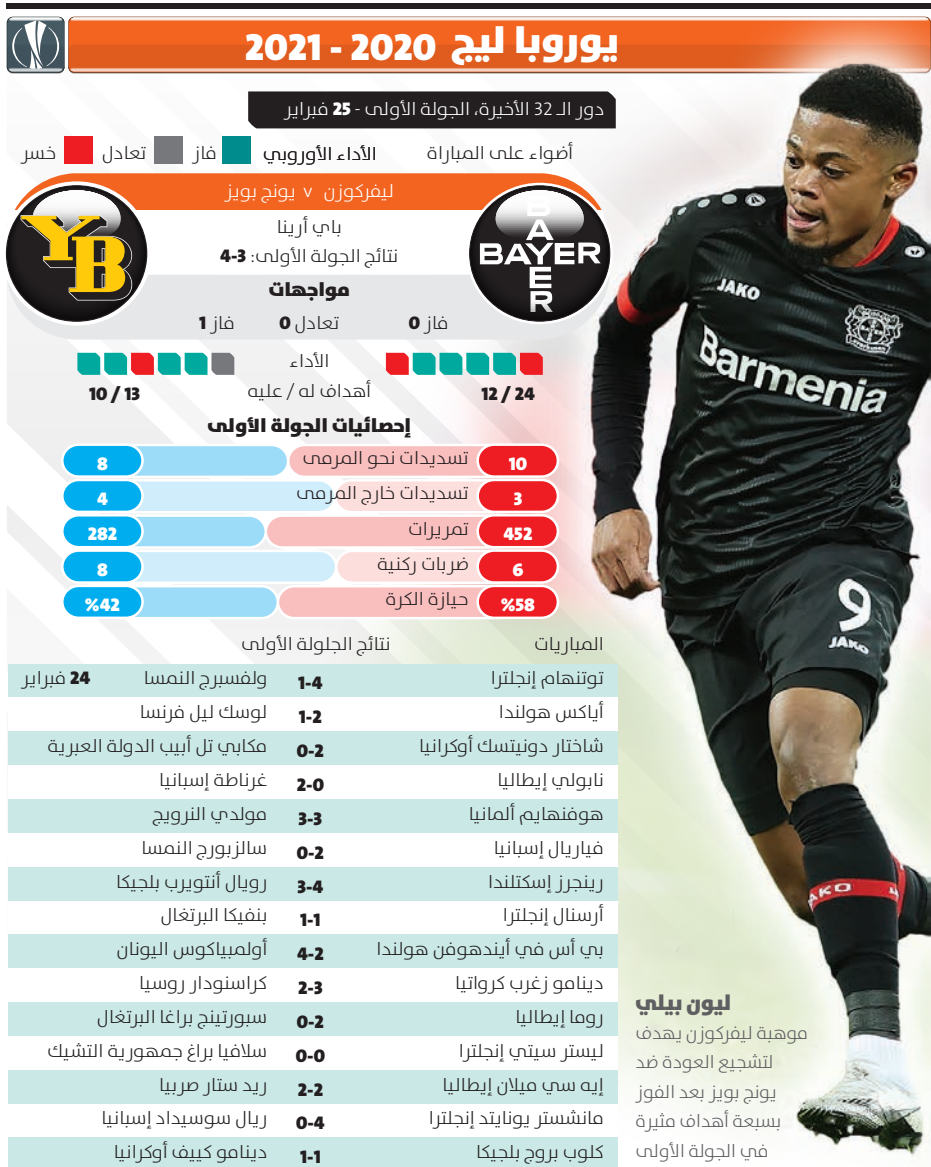 يوروبا ليج 2020 - 2021
دور الـ 32 الأخيرة، الجولة الأولى - 25 فبراير
أضواء على المباراة الأداء الأوروبي فاز تعادل خسر
ليفركوزن v يونج بويز
باي أرينا
نتائج الجولة الأولى: 3-4
مواجهات
فاز 0 تعادل 0 فاز 1
BAYER
BAYER
YB
الأداء
24 / 12 أهداف له / عليه 13 / 10
إحصائيات الجولة الأولى
10 تسديدات نحو المرمى 8
3 تسديدات خارج المرمى 4
452 تمريرات 282
6 ضربات ركنية 8
%58 حيازة الكرة %42
المباريات نتائج الجلولة الأولى
توتنهام إنجلترا 1-4 ولفسبرج النمسا 24 فبراير
أياكس هولندا 1-2 لوسك ليل فرنسا
شاختار دونيتسك أوكرانيا 0-2 مكابي تل أبيب الدولة العبرية
نابولي إيطاليا 2-0 غرناطة إسبانيا
هوفنهايم ألمانيا 3-3 مولدي النرويج
فياريال إسبانيا 0-2 سالزبورج النمسا
رينجرز إسكتلندا 3-4 رويال أنتويرب بلجيكا
أرسنال إنجلترا 1-1 بنفيكا البرتغال
بي أس في أيندهوفن هولندا 4-2 أولمبياكوس اليونان
دينامو زغرب كرواتيا 2-3 كراسنودار روسيا
روما إيطاليا 0-2 سبورتينج براغا البرتغال
ليستر سيتي إنجلترا 0-0 سلافيا براغ جمهورية التشيك
إيه سي ميلان إيطاليا 2-2 ريد ستار صربيا
مانشستر يونايتد إنجلترا 0-4 ريال سوسيداد إسبانيا
كلوب بروج بلجيكا 1-1 دينامو كييف أوكرانيا
JAKO
Barmenia
9
JAKO
JAKO
ليون بيلي
موهبة ليفركوزن يهدف
لتشجيع العودة ضد
يونج بويز بعد الفوز
بسبعة أهداف مثيرة
في الجولة الأولى